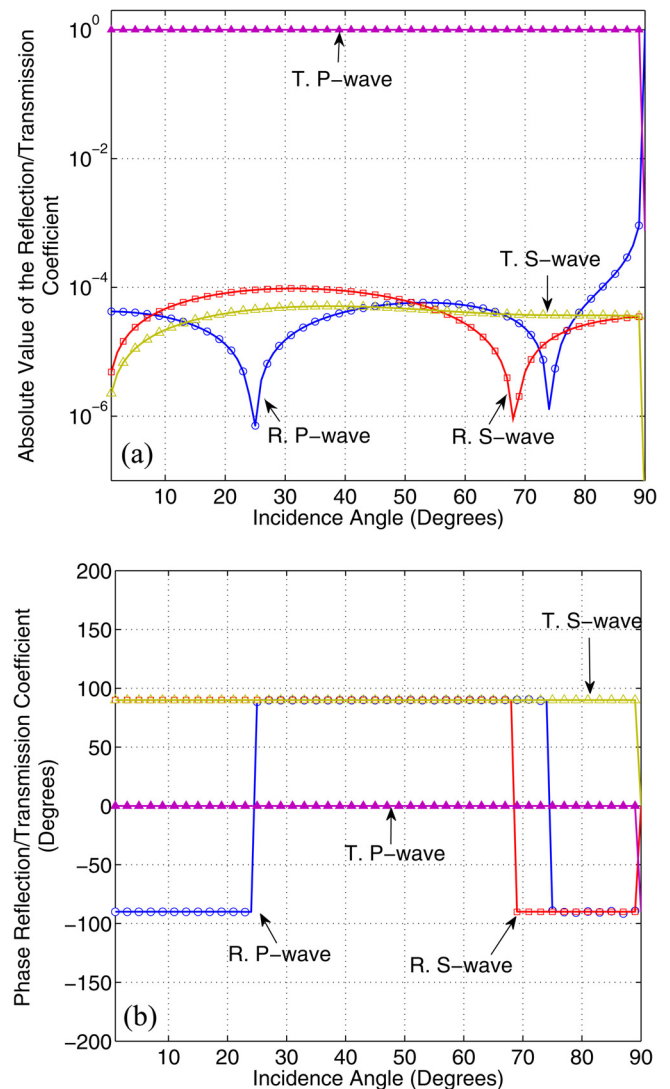 10⁰
T. P−wave
10⁻²
Absolute Value of the Reflection/Transmission
Coefficient
10⁻⁴
T. S−wave
10⁻⁶
R. P−wave
R. S−wave
(a)
10 20 30 40 50 60 70 80 90
Incidence Angle (Degrees)
200
150
T. S−wave
100
50
Phase Reflection/Transmission Coefficient
(Degrees)
0
T. P−wave
−50
−100
R. P−wave
R. S−wave
−150
(b)
−200
10 20 30 40 50 60 70 80 90
Incidence Angle (Degrees)